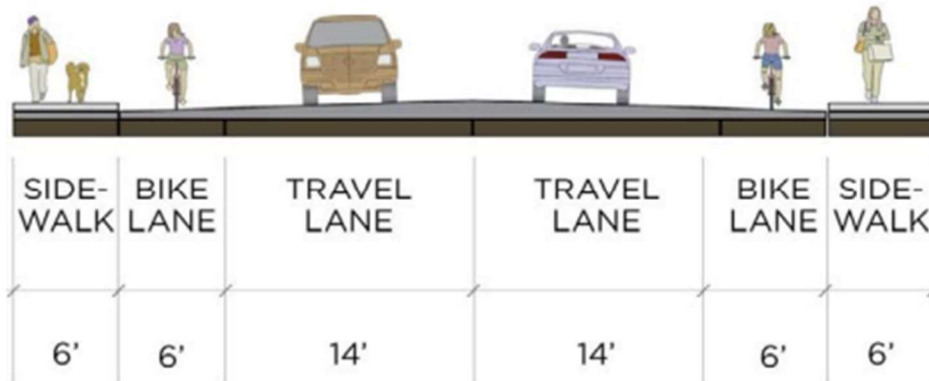 SIDE-
WALK
BIKE
LANE
TRAVEL
LANE
TRAVEL
LANE
BIKE
LANE
SIDE-
WALK
6'
6'
14'
14'
6'
6'